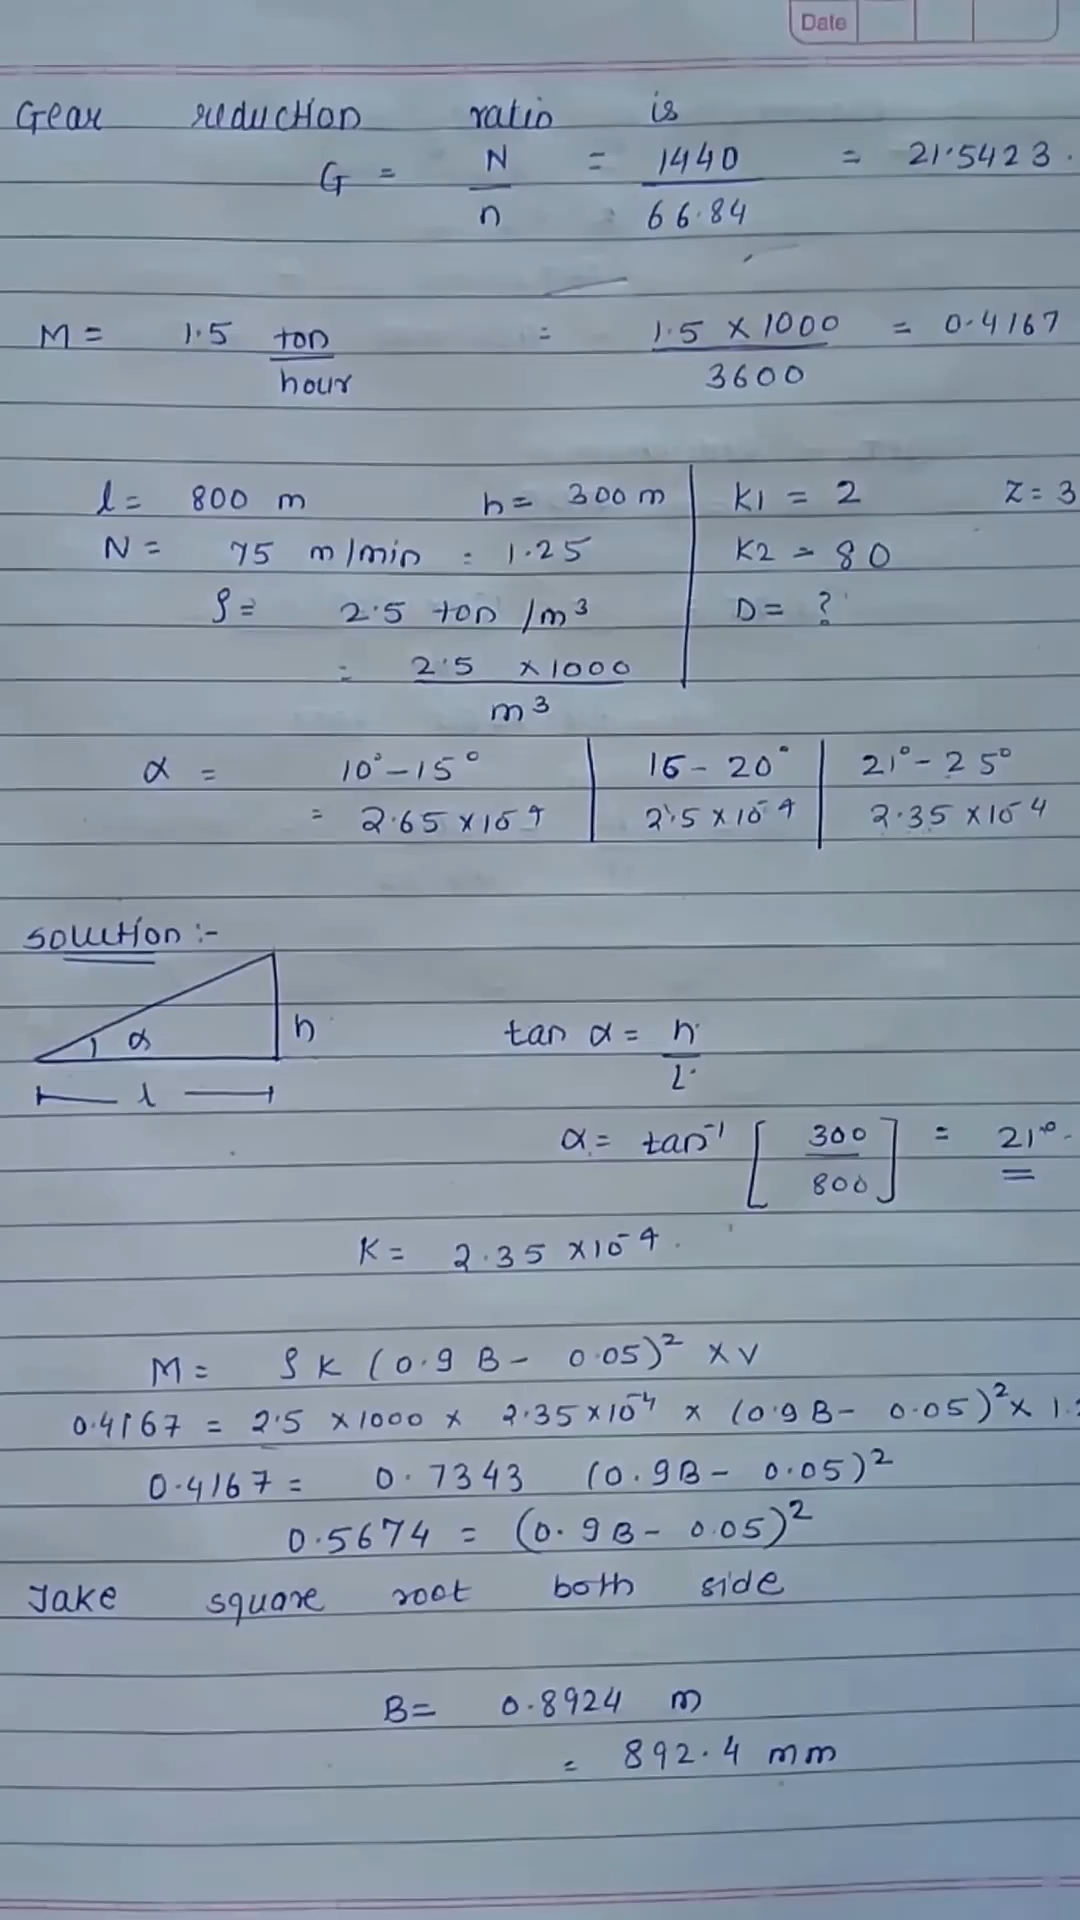 Date
Gear reduction ratio is
G = N/n = 1440/66.84 = 21.5423.
M = 1.5 ton/hour = 1.5 × 1000/3600 = 0.4167
l = 800 m h = 300 m K1 = 2 Z = 3
N = 75 m/min = 1.25 K2 = 80
ρ = 2.5 ton/m³ D = ?
= 2.5 × 1000/m³
α = 10° - 15° 15 - 20° 21° - 25°
= 2.65 × 10⁻⁴ 2.5 × 10⁻⁴ 2.35 × 10⁻⁴
Solution :-
α h
l
tan α = h/L
α = tan⁻¹ [300/800] = 21°.
K = 2.35 × 10⁻⁴.
M = ρ K (0.9 B - 0.05)² × V
0.4167 = 2.5 × 1000 × 2.35 × 10⁻⁴ × (0.9 B - 0.05)² × 1.
0.4167 = 0.7343 (0.9B - 0.05)²
0.5674 = (0.9B - 0.05)²
Take square root both side
B = 0.8924 m
= 892.4 mm